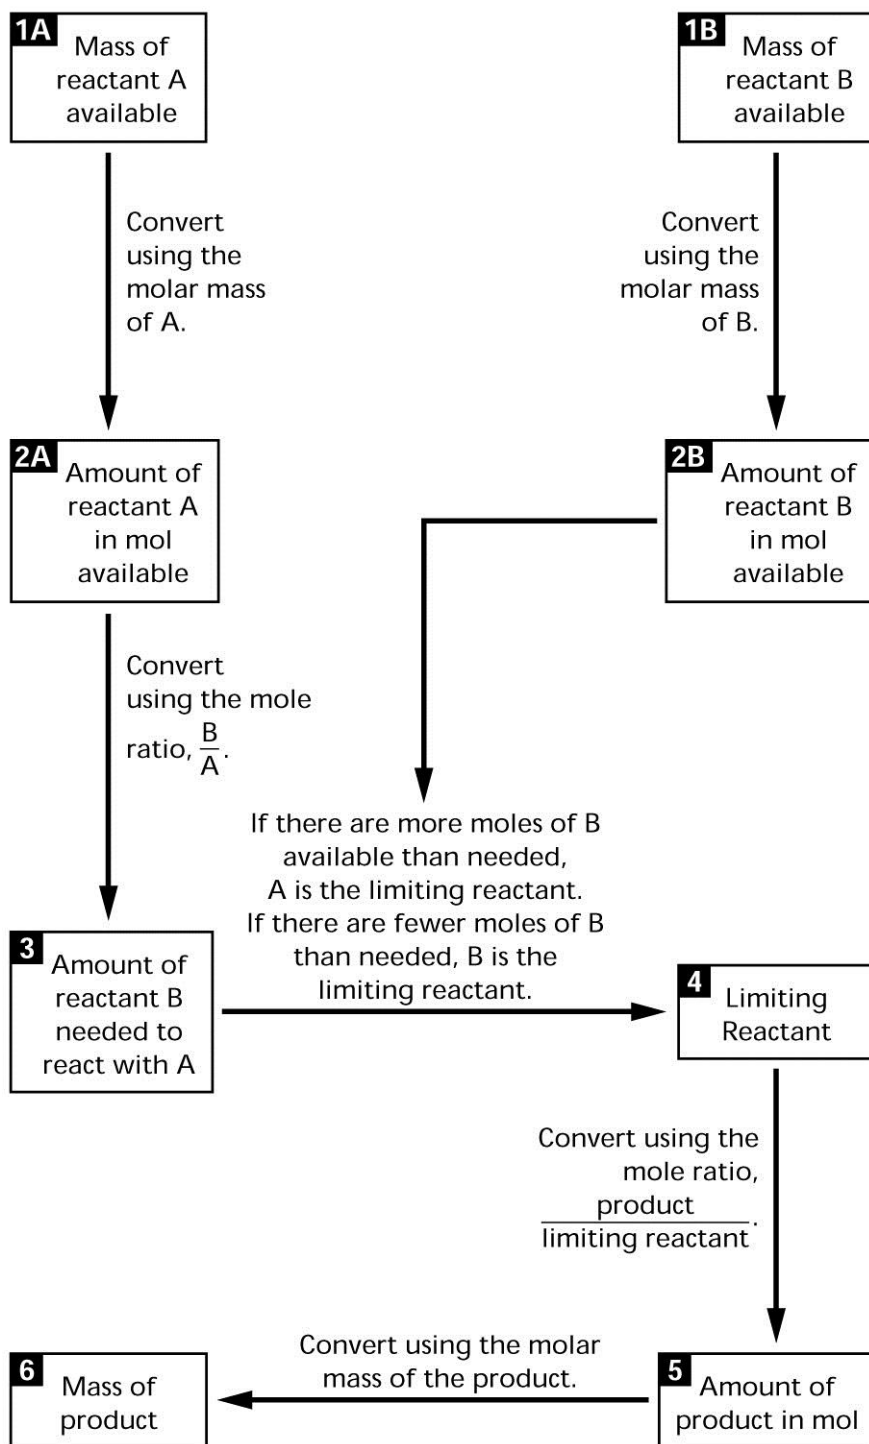 1A
Mass of
reactant A
available
1B
Mass of
reactant B
available
Convert
using the
molar mass
of A.
Convert
using the
molar mass
of B.
2A
Amount of
reactant A
in mol
available
2B
Amount of
reactant B
in mol
available
Convert
using the mole
ratio, B/A.
If there are more moles of B
available than needed,
A is the limiting reactant.
If there are fewer moles of B
than needed, B is the
limiting reactant.
3
Amount of
reactant B
needed to
react with A
4
Limiting
Reactant
Convert using the
mole ratio,
product
limiting reactant.
Convert using the molar
mass of the product.
6
Mass of
product
5
Amount of
product in mol